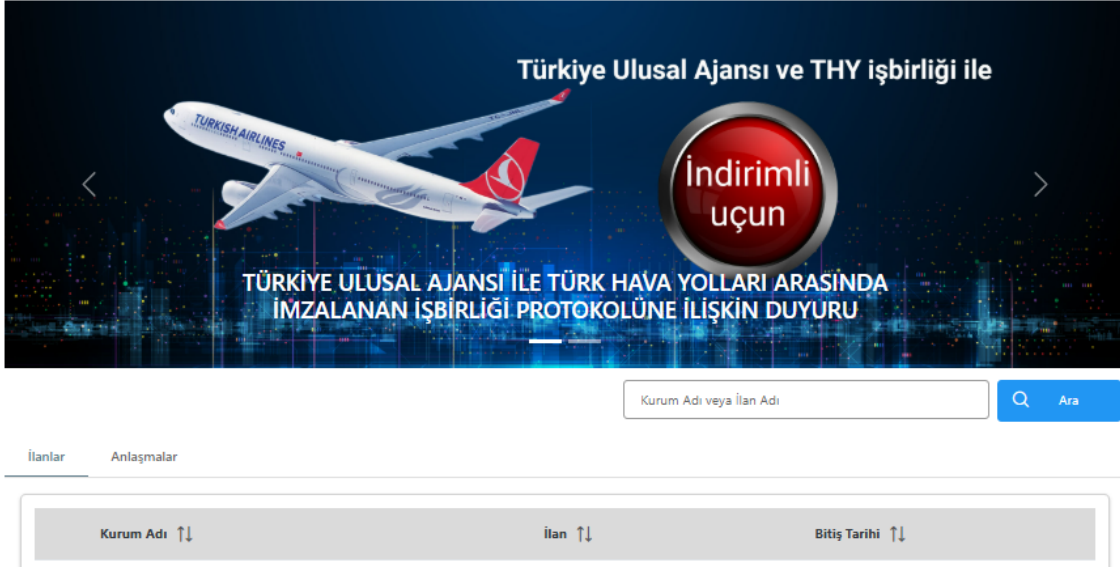 Türkiye Ulusal Ajansı ve THY işbirliği ile
TURKISH AIRLINES
İndirimli
uçun
TÜRKİYE ULUSAL AJANSI İLE TÜRK HAVA YOLLARI ARASINDA
İMZALANAN İŞBİRLİĞİ PROTOKOLÜNE İLİŞKİN DUYURU
Kurum Adı veya İlan Adı
Ara
İlanlar Anlaşmalar
Kurum Adı İlan Bitiş Tarihi